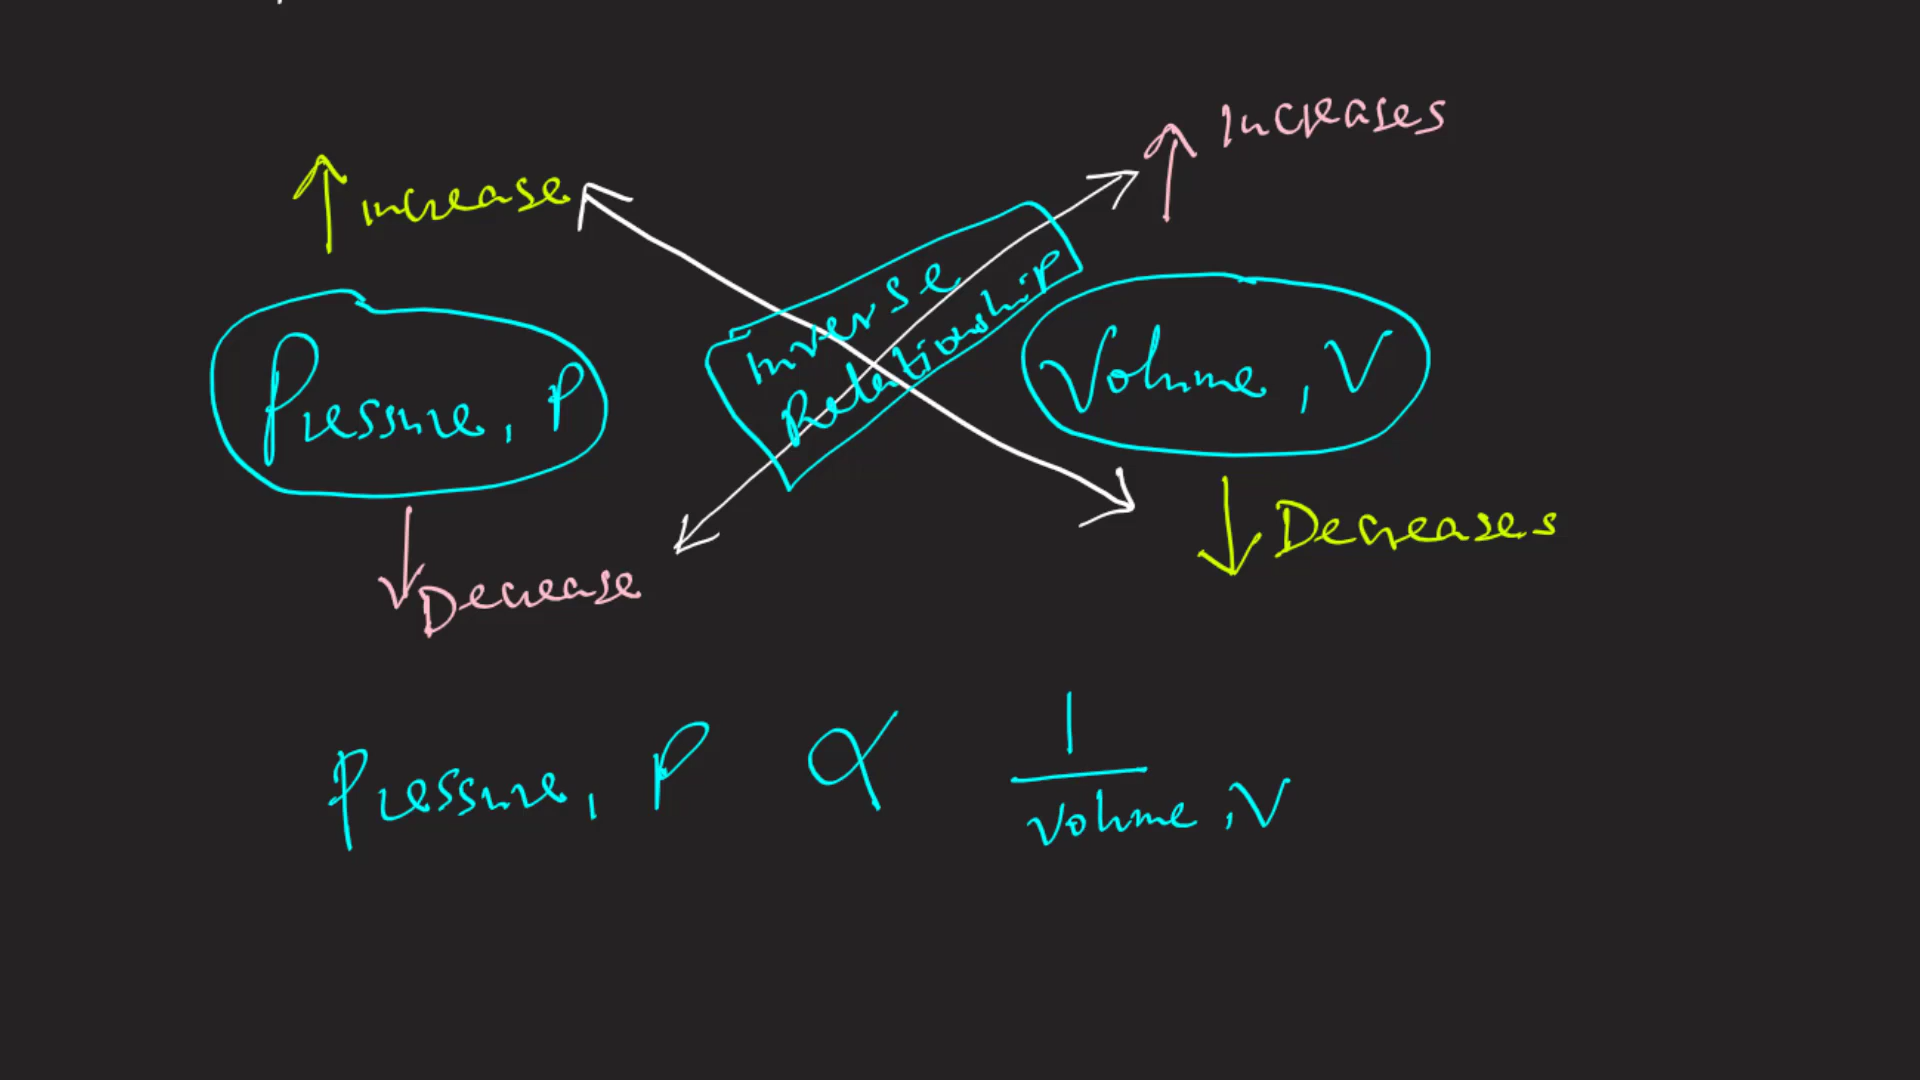 Increases
increase
Inverse
Relationship
Pressure, P
Volume, V
Decreases
Decrease
Pressure, P ∝ 1/Volume, V